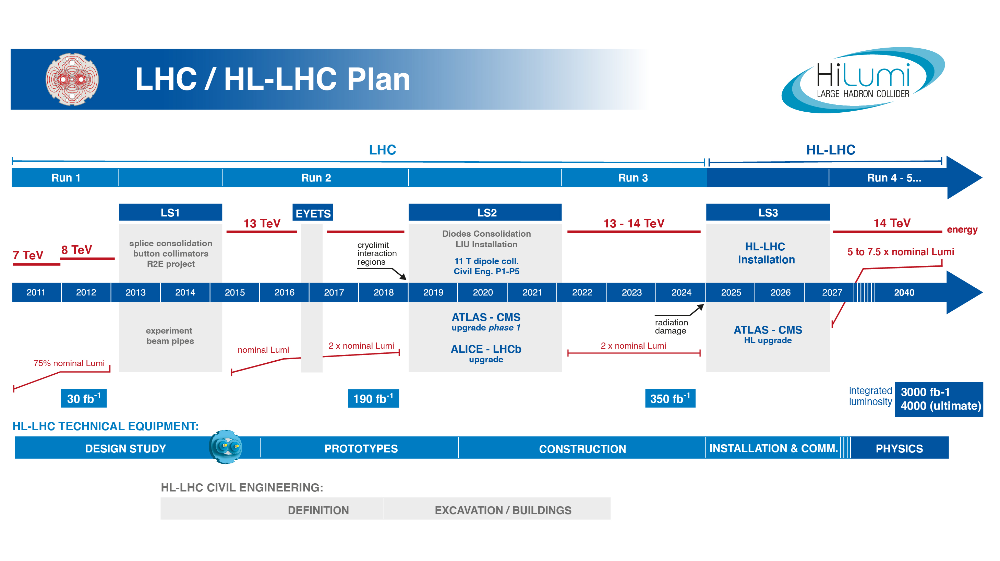 LHC / HL-LHC Plan
HiLumi
LARGE HADRON COLLIDER
LHC
HL-LHC
Run 1
Run 2
Run 3
Run 4 - 5...
LS1
EYETS
LS2
LS3
13 TeV
13 - 14 TeV
14 TeV
energy
7 TeV
8 TeV
splice consolidation
button collimators
R2E project
cryolimit
interaction
regions
Diodes Consolidation
LIU Installation
11 T dipole coll.
Civil Eng. P1-P5
HL-LHC
installation
5 to 7.5 x nominal Lumi
2011
2012
2013
2014
2015
2016
2017
2018
2019
2020
2021
2022
2023
2024
2025
2026
2027
2040
experiment
beam pipes
ATLAS - CMS
upgrade phase 1
ALICE - LHCb
upgrade
radiation
damage
ATLAS - CMS
HL upgrade
75% nominal Lumi
nominal Lumi
2 x nominal Lumi
2 x nominal Lumi
30 fb-1
190 fb-1
350 fb-1
integrated
luminosity
3000 fb-1
4000 (ultimate)
HL-LHC TECHNICAL EQUIPMENT:
DESIGN STUDY
PROTOTYPES
CONSTRUCTION
INSTALLATION & COMM.
PHYSICS
HL-LHC CIVIL ENGINEERING:
DEFINITION
EXCAVATION / BUILDINGS